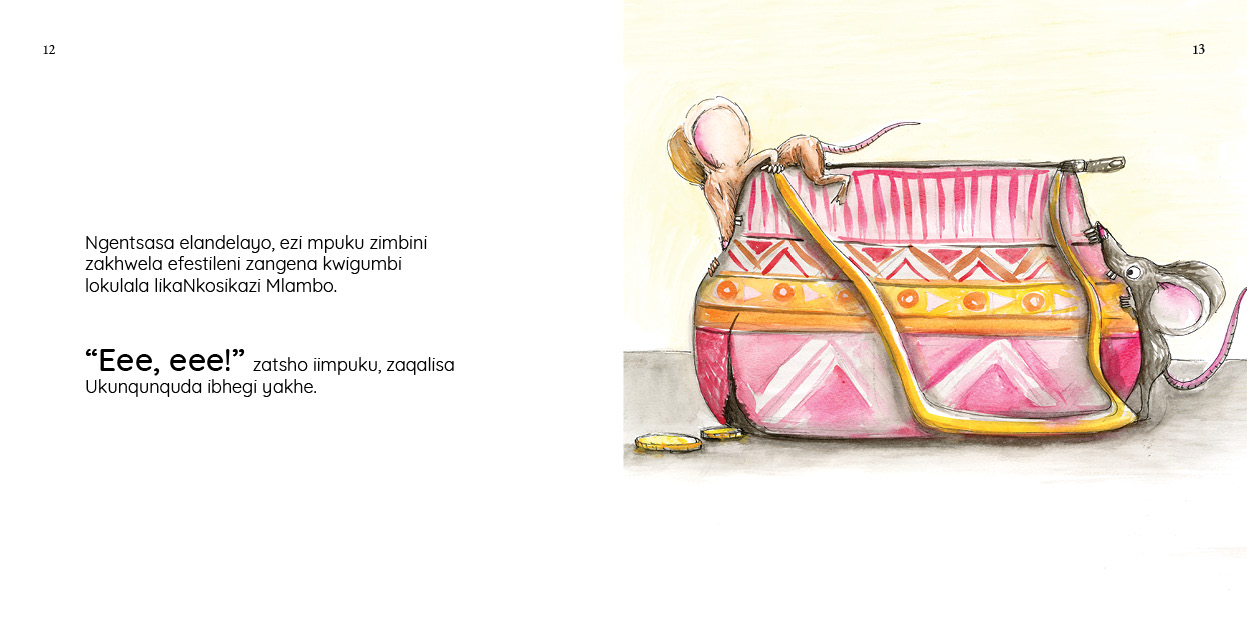 12
13
Ngentsasa elandelayo, ezi mpuku zimbini
zakhwela efestileni zangena kwigumbi
lokulala likaNkosikazi Mlambo.
“Eee, eee!” zatsho iimpuku, zaqalisa
Ukunqunquda ibhegi yakhe.